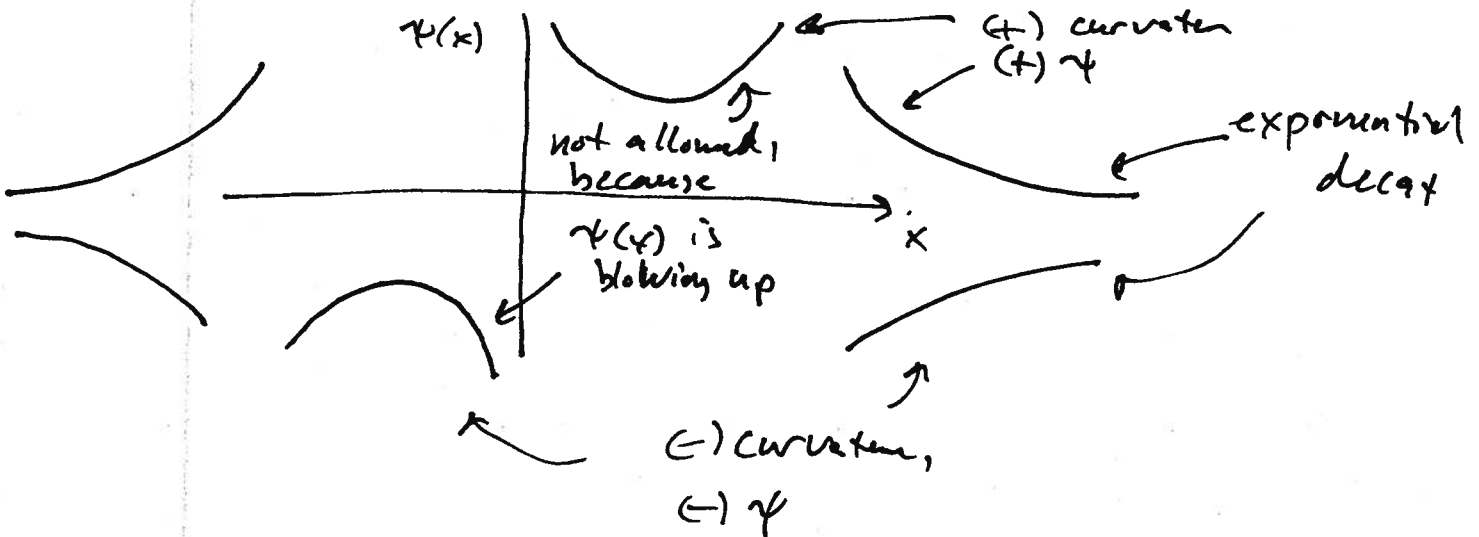 ψ(x)
(+) curvature
(+) ψ
not allowed,
because
ψ(x) is
blowing up
x
exponential
decay
(-) curvature,
(-) ψ